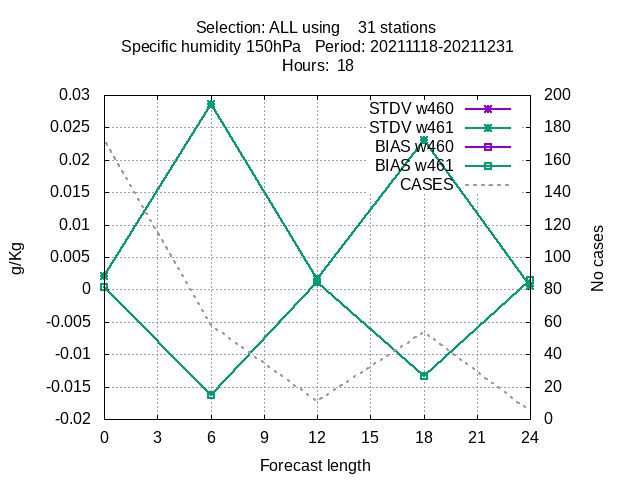 Selection: ALL using    31 stations
Specific humidity 150hPa   Period: 20211118-20211231
Hours:  18
0.03
0.025
0.02
0.015
0.01
0.005
0
-0.005
-0.01
-0.015
-0.02
g/Kg
STDV w460
STDV w461
BIAS w460
BIAS w461
CASES
200
180
160
140
120
100
80
60
40
20
0
No cases
0 3 6 9 12 15 18 21 24
Forecast length